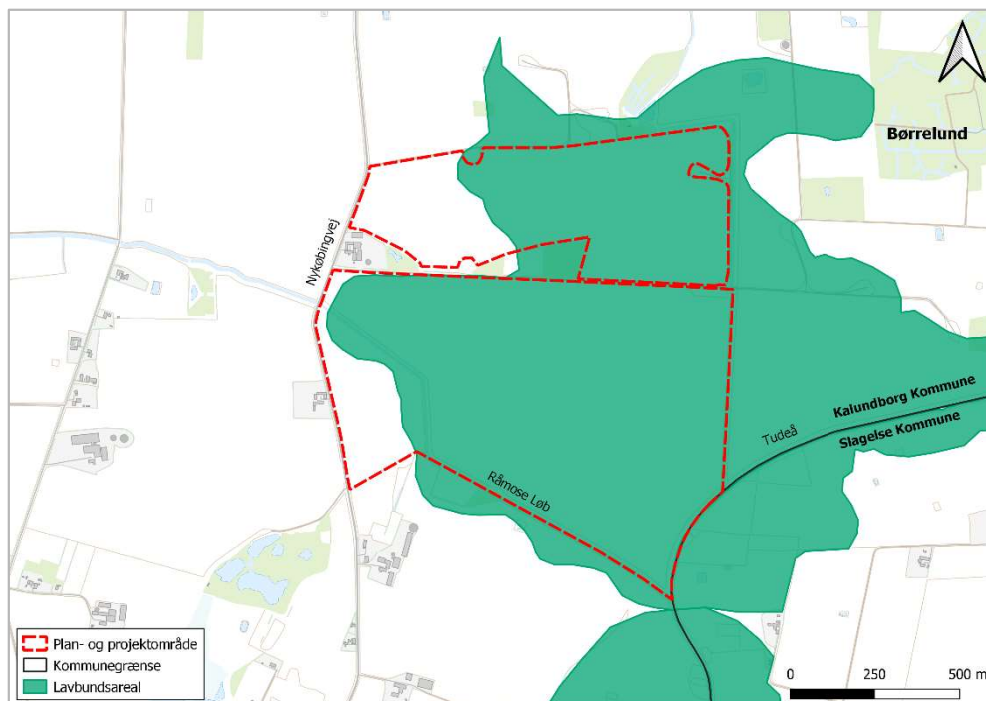 Børrelund
Nykøbingvej
Kalundborg Kommune
Tudeå
Slagelse Kommune
Råmose Løb
Plan- og projektområde
Kommunegrænse
Lavbundsareal
0 250 500 m